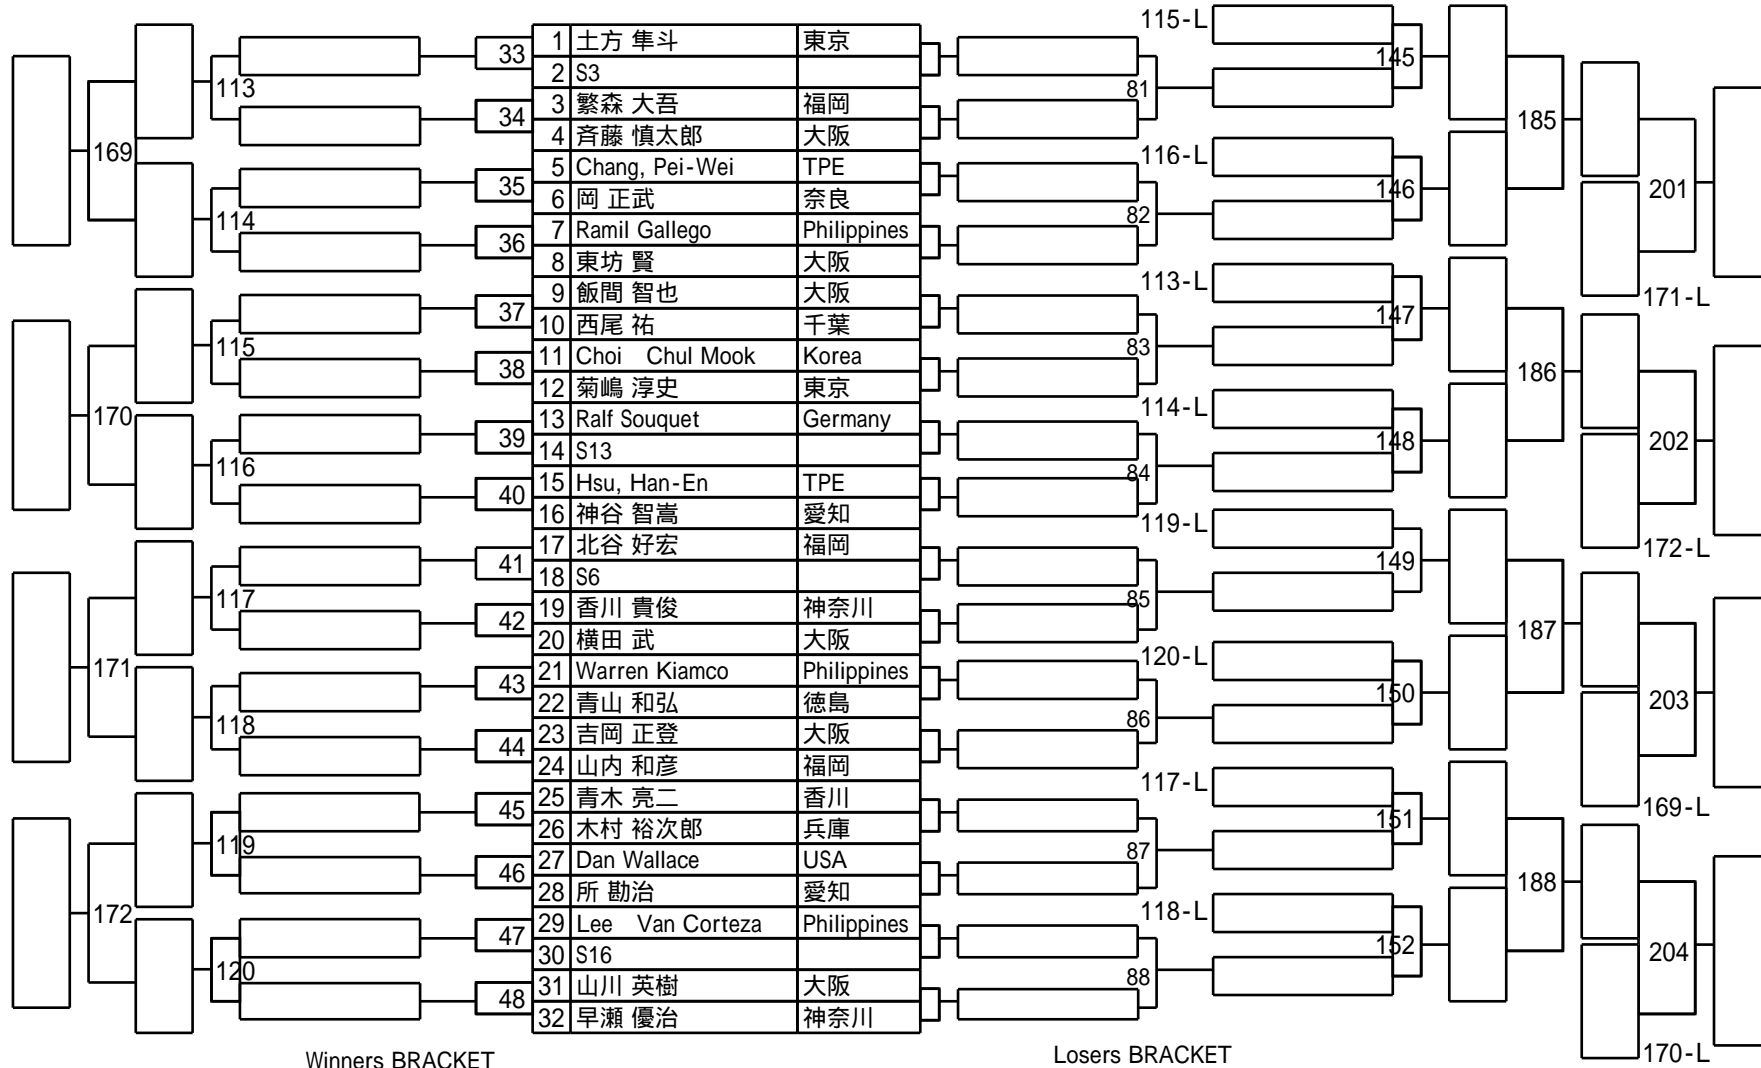 33 1 土方 隼斗 東京
2 S3
34 3 繁森 大吾 福岡
4 斉藤 慎太郎 大阪
35 5 Chang, Pei-Wei TPE
6 岡 正武 奈良
36 7 Ramil Gallego Philippines
8 東坊 賢 大阪
37 9 飯間 智也 大阪
10 西尾 祐 千葉
38 11 Choi Chul Mook Korea
12 菊嶋 淳史 東京
39 13 Ralf Souquet Germany
14 S13
40 15 Hsu, Han-En TPE
16 神谷 智嵩 愛知
41 17 北谷 好宏 福岡
18 S6
42 19 香川 貴俊 神奈川
20 横田 武 大阪
43 21 Warren Kiamco Philippines
22 青山 和弘 徳島
44 23 吉岡 正登 大阪
24 山内 和彦 福岡
45 25 青木 亮二 香川
26 木村 裕次郎 兵庫
46 27 Dan Wallace USA
28 所 勘治 愛知
47 29 Lee Van Corteza Philippines
30 S16
48 31 山川 英樹 大阪
32 早瀬 優治 神奈川
113
114
115
116
117
118
119
120
169
170
171
172
Winners BRACKET
81
82
83
84
85
86
87
88
115-L
145
116-L
146
113-L
147
114-L
148
119-L
149
120-L
150
117-L
151
118-L
152
185
186
187
188
201
171-L
202
172-L
203
169-L
204
170-L
Losers BRACKET